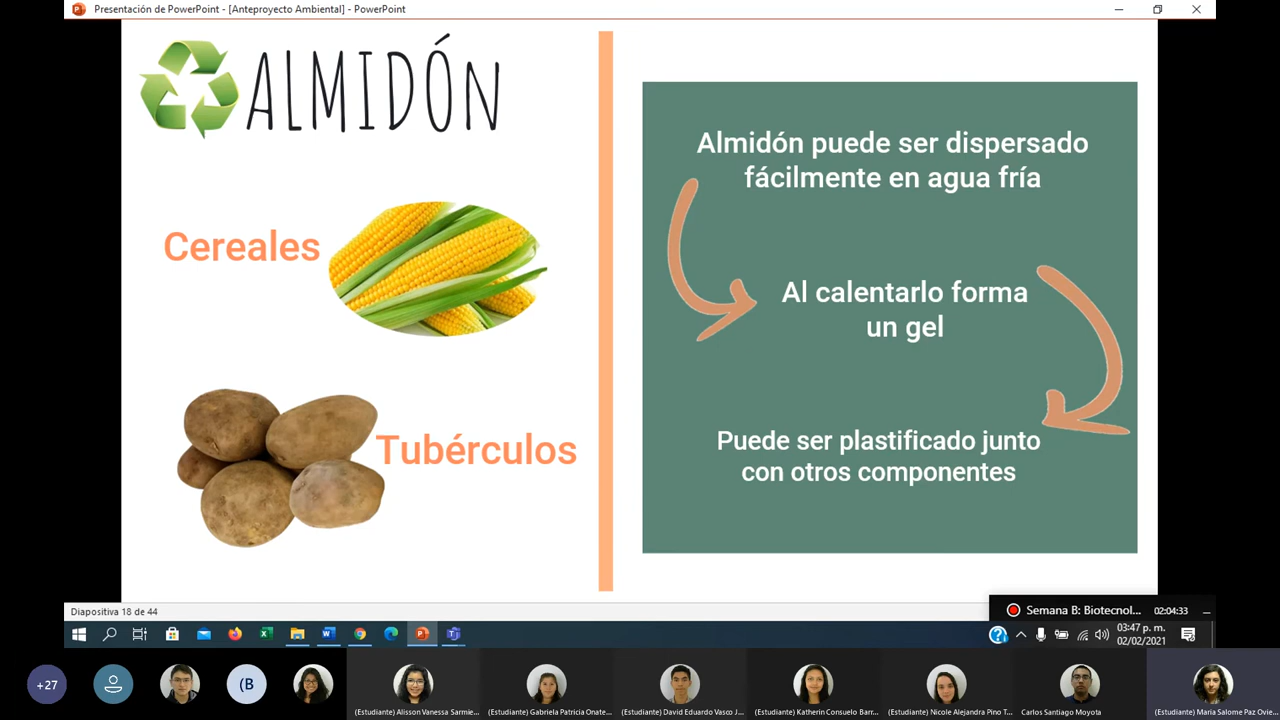 Presentación de PowerPoint - [Anteproyecto Ambiental] - PowerPoint
ALMIDÓN
Cereales
Tubérculos
Almidón puede ser dispersado
fácilmente en agua fría
Al calentarlo forma
un gel
Puede ser plastificado junto
con otros componentes
Diapositiva 18 de 44
Semana B: Biotecnol... 02:04:33
03:47 p. m.
02/02/2021
+27
(B
(Estudiante) Alisson Vanessa Sarmie...
(Estudiante) Gabriela Patricia Onate...
(Estudiante) David Eduardo Vasco J...
(Estudiante) Katherin Consuelo Barr...
(Estudiante) Nicole Alejandra Pino T...
Carlos Santiago Moyota
(Estudiante) Maria Salome Paz Ovie...